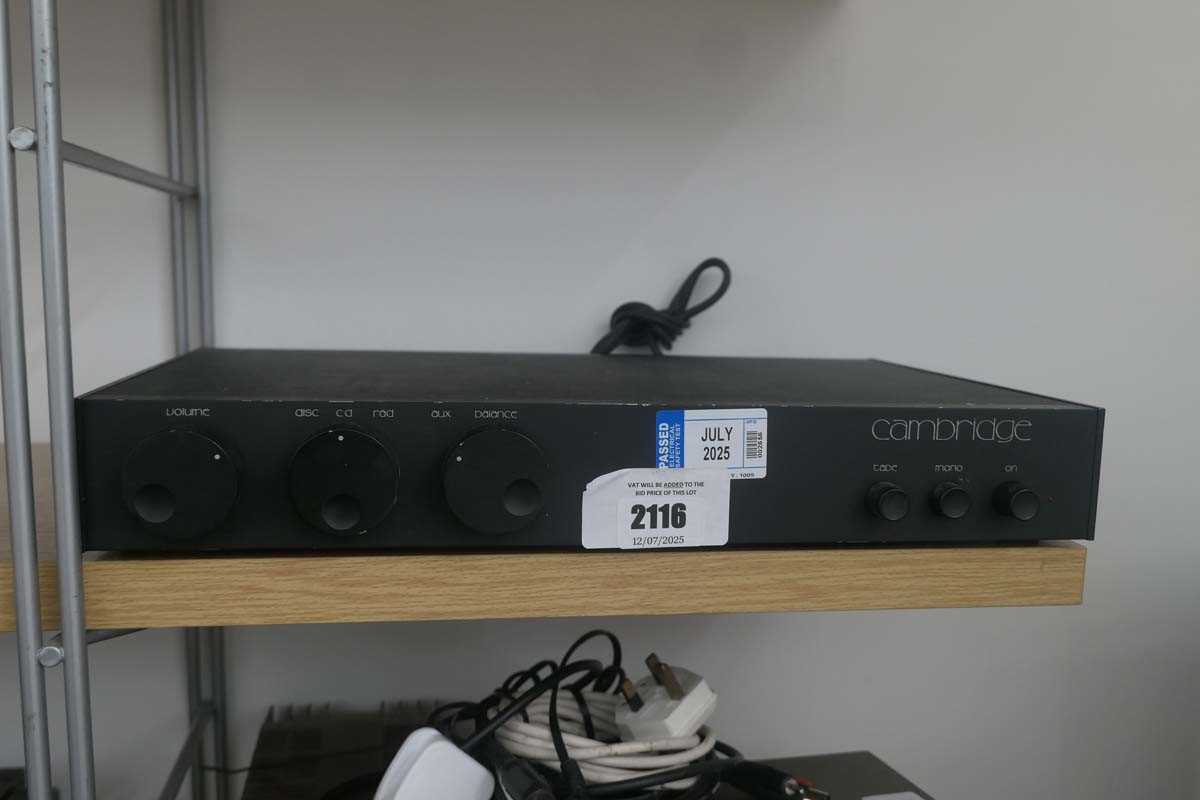 volume
disc cd rad aux balance
cambridge
tape mono on
PASSED
ELECTRICAL
SAFETY TEST
JULY
2025
002656
VAT WILL BE ADDED TO THE
BID PRICE OF THIS LOT
2116
12/07/2025